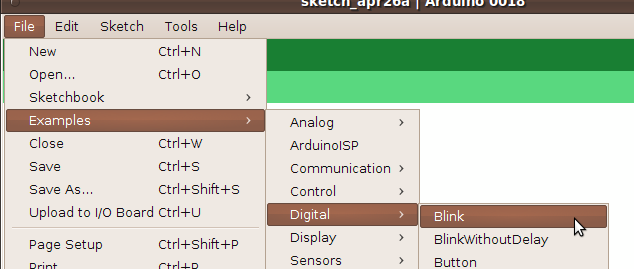 sketch_apr26a | Arduino 0018
File Edit Sketch Tools Help
New Ctrl+N
Open... Ctrl+O
Sketchbook
Examples
Close Ctrl+W
Save Ctrl+S
Save As... Ctrl+Shift+S
Upload to I/O Board Ctrl+U
Page Setup Ctrl+Shift+P
Print Ctrl+P
Analog
ArduinoISP
Communication
Control
Digital
Display
Sensors
Blink
BlinkWithoutDelay
Button